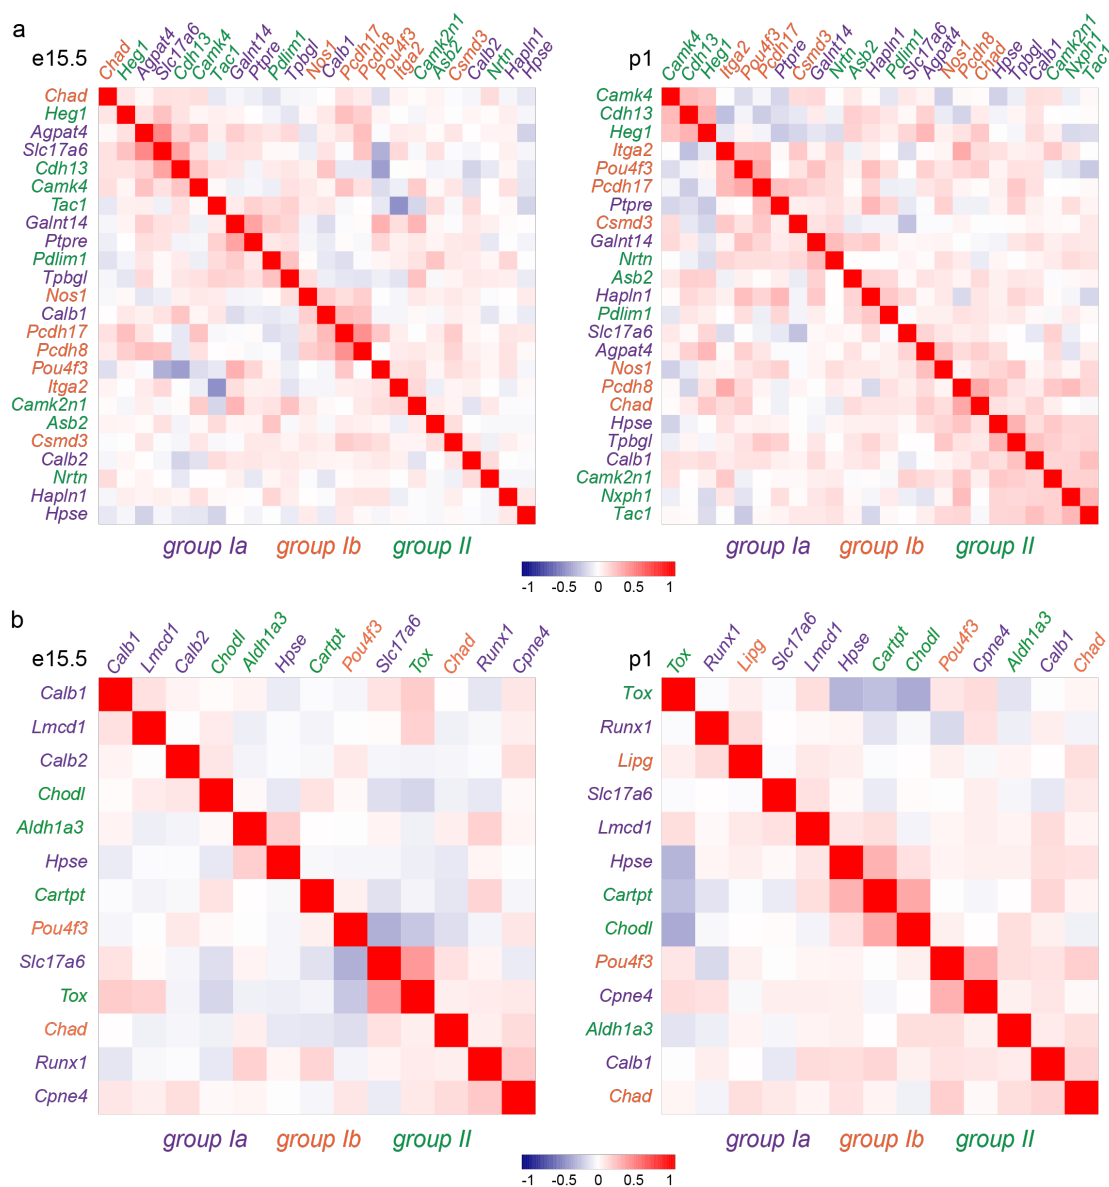 a
e15.5
Chad Heg1 Agpat4 Slc17a6 Cdh13 Camk4 Tac1 Galnt14 Ptpre Pdlim1 Tpbgl Nos1 Calb1 Pcdh17 Pcdh8 Pou4f3 Itga2 Camk2n1 Asb2 Csmd3 Calb2 Nrtn Hapln1 Hpse
Chad
Heg1
Agpat4
Slc17a6
Cdh13
Camk4
Tac1
Galnt14
Ptpre
Pdlim1
Tpbgl
Nos1
Calb1
Pcdh17
Pcdh8
Pou4f3
Itga2
Camk2n1
Asb2
Csmd3
Calb2
Nrtn
Hapln1
Hpse
group Ia group Ib group II
p1
Camk4 Cdh13 Heg1 Itga2 Pou4f3 Pcdh17 Ptpre Csmd3 Galnt14 Nrtn Asb2 Hapln1 Pdlim1 Slc17a6 Agpat4 Nos1 Pcdh8 Chad Hpse Tpbgl Calb1 Camk2n1 Nxph1 Tac1
Camk4
Cdh13
Heg1
Itga2
Pou4f3
Pcdh17
Ptpre
Csmd3
Galnt14
Nrtn
Asb2
Hapln1
Pdlim1
Slc17a6
Agpat4
Nos1
Pcdh8
Chad
Hpse
Tpbgl
Calb1
Camk2n1
Nxph1
Tac1
group Ia group Ib group II
-1 -0.5 0 0.5 1
b
e15.5
Calb1 Lmcd1 Calb2 Chodl Aldh1a3 Hpse Cartpt Pou4f3 Slc17a6 Tox Chad Runx1 Cpne4
Calb1
Lmcd1
Calb2
Chodl
Aldh1a3
Hpse
Cartpt
Pou4f3
Slc17a6
Tox
Chad
Runx1
Cpne4
group Ia group Ib group II
p1
Tox Runx1 Lipg Slc17a6 Lmcd1 Hpse Cartpt Chodl Pou4f3 Cpne4 Aldh1a3 Calb1 Chad
Tox
Runx1
Lipg
Slc17a6
Lmcd1
Hpse
Cartpt
Chodl
Pou4f3
Cpne4
Aldh1a3
Calb1
Chad
group Ia group Ib group II
-1 -0.5 0 0.5 1